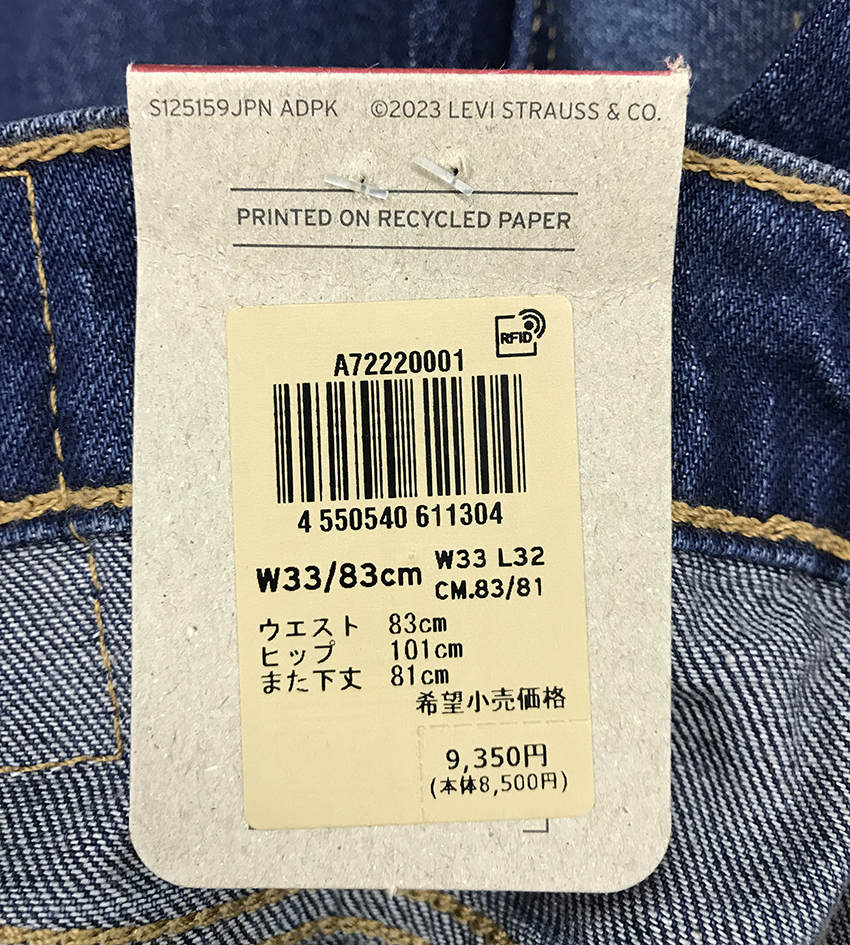 S125159JPN ADPK ©2023 LEVI STRAUSS & CO.
PRINTED ON RECYCLED PAPER
RFID
A72220001
4 550540 611304
W33/83cm W33 L32
CM.83/81
ウエスト 83cm
ヒップ 101cm
また下丈 81cm
希望小売価格
9,350円
(本体8,500円)